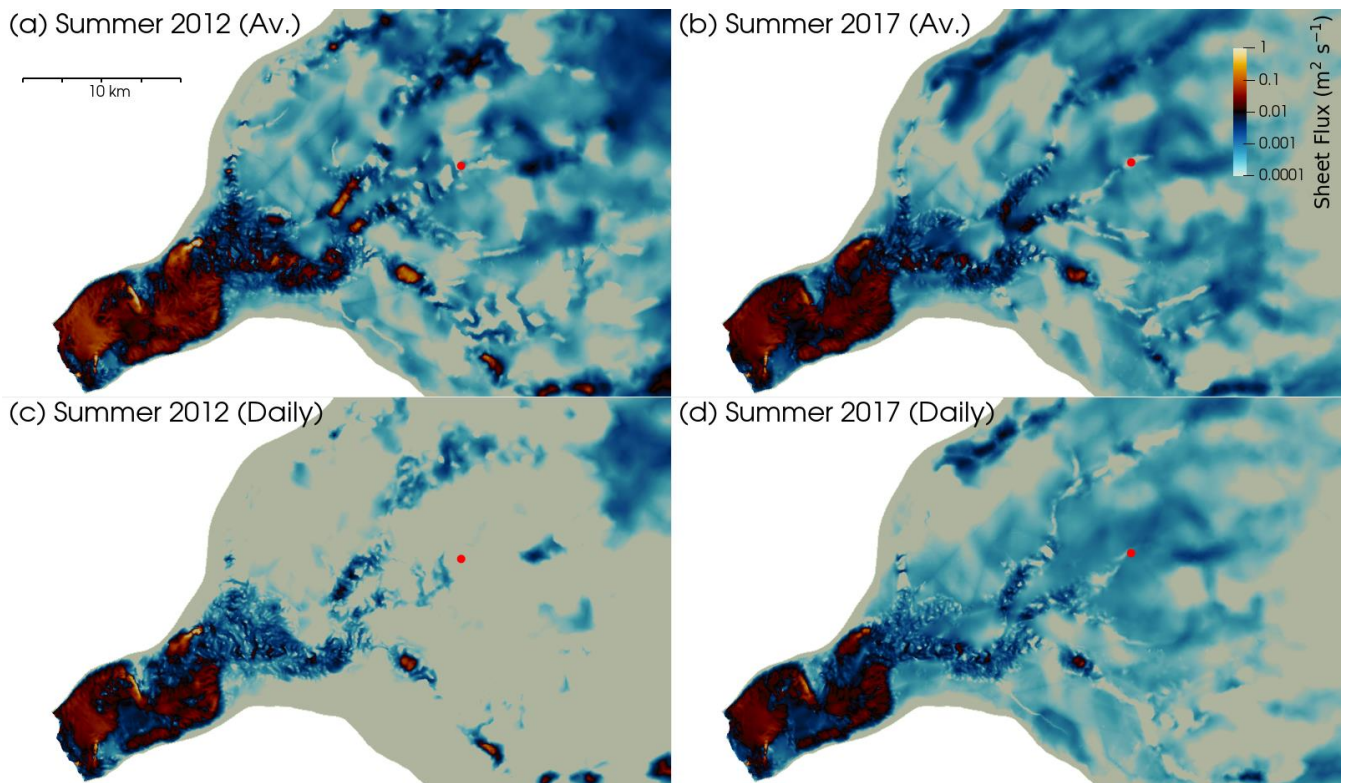 (a) Summer 2012 (Av.)
10 km
(b) Summer 2017 (Av.)
1
0.1
0.01
0.001
0.0001
Sheet Flux (m² s⁻¹)
(c) Summer 2012 (Daily)
(d) Summer 2017 (Daily)